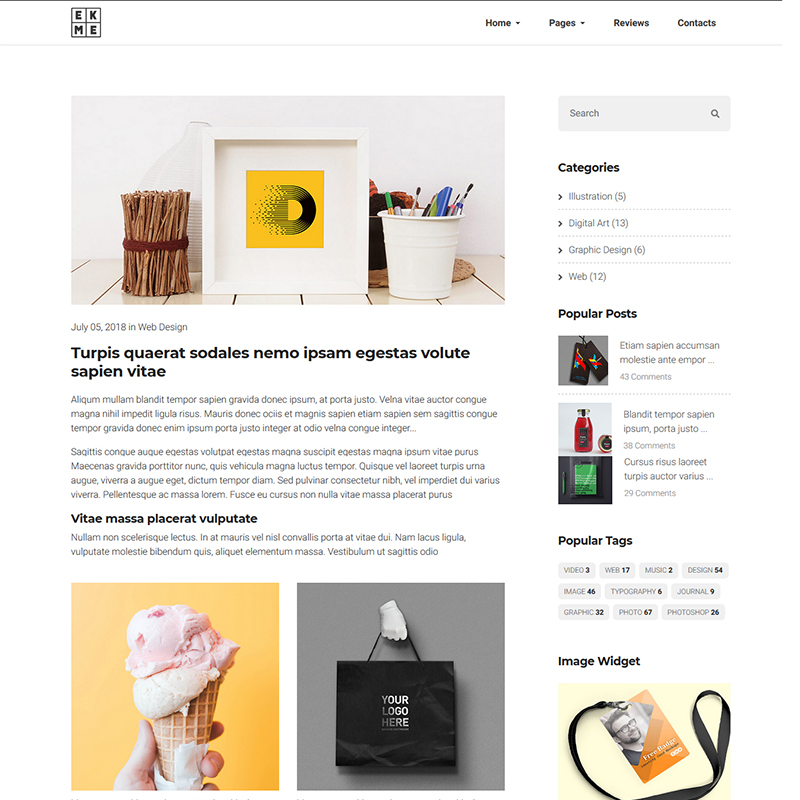 E K
M E
Home Pages Reviews Contacts
Search
D
July 05, 2018 in Web Design
Turpis quaerat sodales nemo ipsam egestas volute
sapien vitae
Aliqum mullam blandit tempor sapien gravida donec ipsum, at porta justo. Velna vitae auctor congue
magna nihil impedit ligula risus. Mauris donec ociis et magnis sapien etiam sapien sem sagittis congue
tempor gravida donec enim ipsum porta justo integer at odio velna congue integer...
Sagittis congue augue egestas volutpat egestas magna suscipit egestas magna ipsum vitae purus
Maecenas gravida porttitor nunc, quis vehicula magna luctus tempor. Quisque vel laoreet turpis urna
augue, viverra a augue eget, dictum tempor diam. Sed pulvinar consectetur nibh, vel imperdiet dui varius
viverra. Pellentesque ac massa lorem. Fusce eu cursus non nulla vitae massa placerat purus
Vitae massa placerat vulputate
Nullam non scelerisque lectus. In at mauris vel nisl convallis porta at vitae dui. Nam lacus ligula,
vulputate molestie bibendum quis, aliquet elementum massa. Vestibulum ut sagittis odio
YOUR
LOGO
HERE
Categories
Illustration (5)
Digital Art (13)
Graphic Design (6)
Web (12)
Popular Posts
Etiam sapien accumsan
molestie ante empor ...
43 Comments
Blandit tempor sapien
ipsum, porta justo ...
38 Comments
Cursus risus laoreet
turpis auctor varius ...
29 Comments
Popular Tags
VIDEO 3 WEB 17 MUSIC 2 DESIGN 54
IMAGE 46 TYPOGRAPHY 6 JOURNAL 9
GRAPHIC 32 PHOTO 67 PHOTOSHOP 26
Image Widget
Free Badge